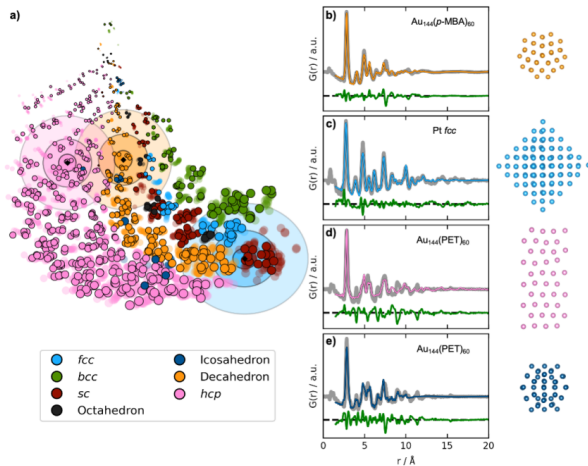 a)
fcc
bcc
sc
Octahedron
Icosahedron
Decahedron
hcp
b)
Au144(p-MBA)60
G(r) / a.u.
c)
Pt fcc
G(r) / a.u.
d)
Au144(PET)60
G(r) / a.u.
e)
Au144(PET)60
G(r) / a.u.
0 5 10 15 20
r / Å